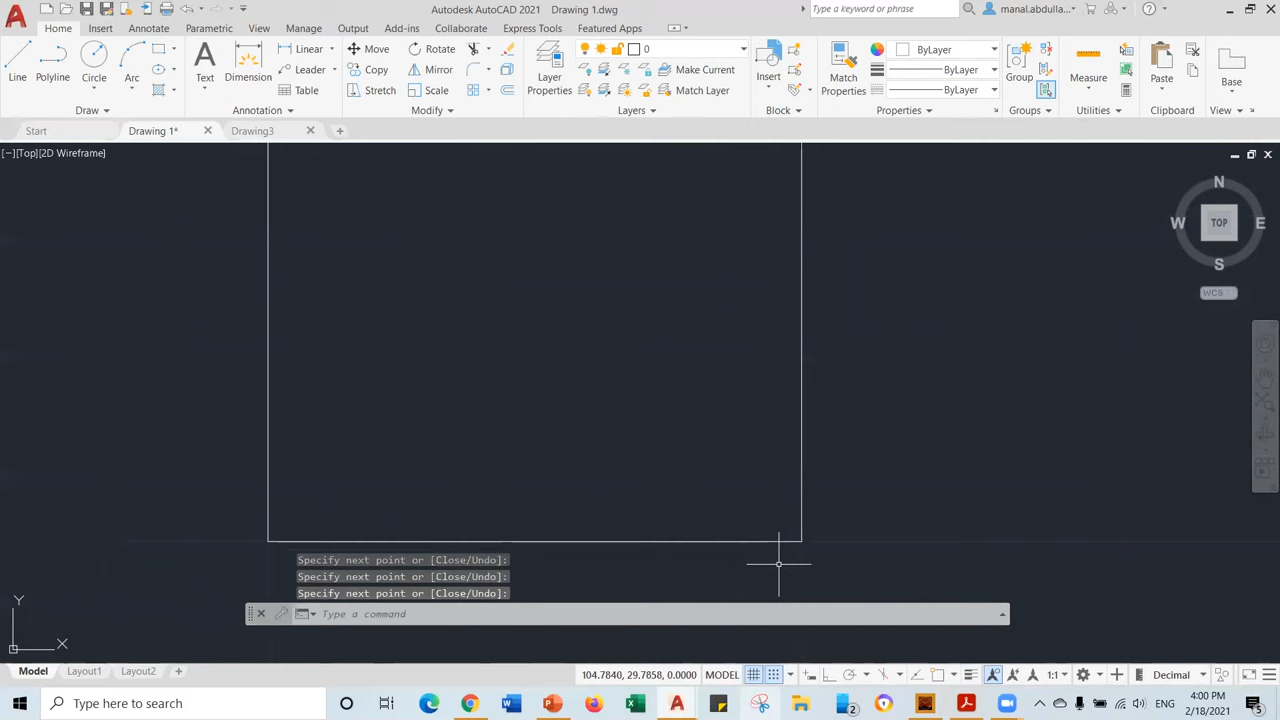 Autodesk AutoCAD 2021 Drawing 1.dwg
Type a keyword or phrase
manal.abdulla...
Home Insert Annotate Parametric View Manage Output Add-ins Collaborate Express Tools Featured Apps
Line Polyline Circle Arc
Text Dimension
Linear
Leader
Table
Move Rotate
Copy Mirror
Stretch Scale
Layer Properties
0
Make Current
Match Layer
Insert
Match Properties
ByLayer
ByLayer
ByLayer
Group
Measure
Paste
Base
Draw Annotation Modify Layers Block Properties Groups Utilities Clipboard View
Start Drawing 1* Drawing3
[−][Top][2D Wireframe]
N
W TOP E
S
WCS
Specify next point or [Close/Undo]:
Specify next point or [Close/Undo]:
Specify next point or [Close/Undo]:
Type a command
Y
X
Model Layout1 Layout2
104.7840, 29.7858, 0.0000 MODEL 1:1 Decimal
Type here to search
2
ENG
4:00 PM
2/18/2021
5